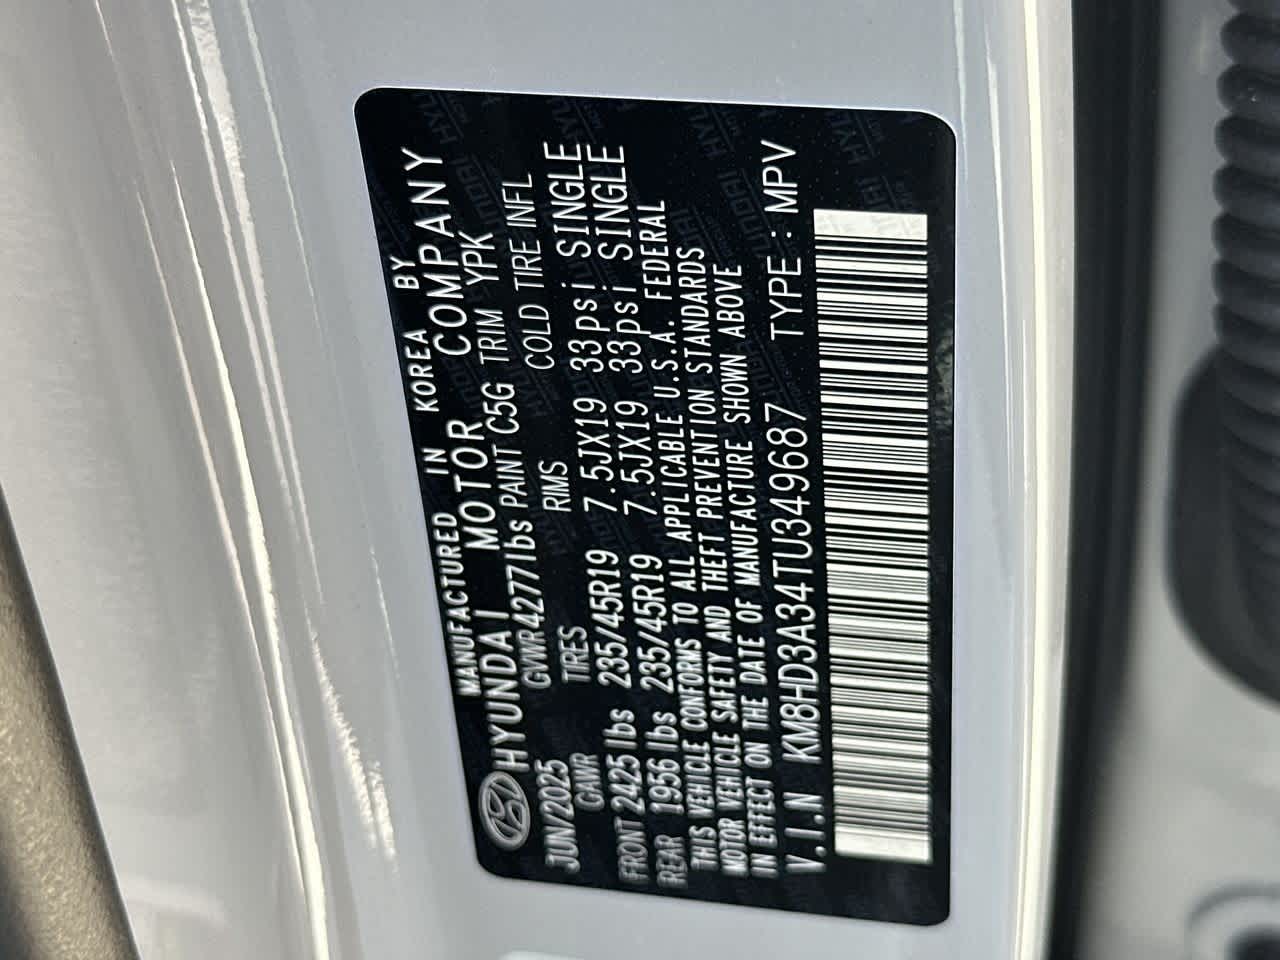 MANUFACTURED IN KOREA BY
HYUNDAI MOTOR COMPANY
JUN/2025 GVWR 4277lbs PAINT C5G TRIM YPK
GAWR TIRES RIMS COLD TIRE INFL
FRONT 2425 lbs 235/45R19 7.5JX19 33psi SINGLE
REAR 1956 lbs 235/45R19 7.5JX19 33psi SINGLE
THIS VEHICLE CONFORMS TO ALL APPLICABLE U.S.A. FEDERAL
MOTOR VEHICLE SAFETY AND THEFT PREVENTION STANDARDS
IN EFFECT ON THE DATE OF MANUFACTURE SHOWN ABOVE
V.I.N KM8HD3A34TU349687 TYPE : MPV